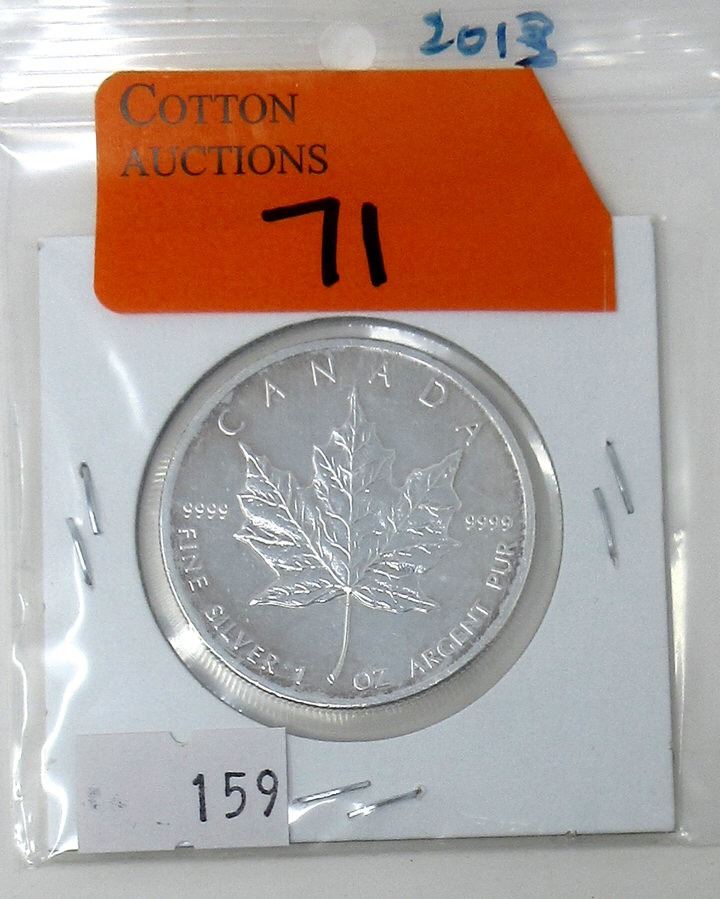 2013
COTTON
AUCTIONS
71
CANADA
9999 9999
FINE SILVER 1 OZ ARGENT PUR
159